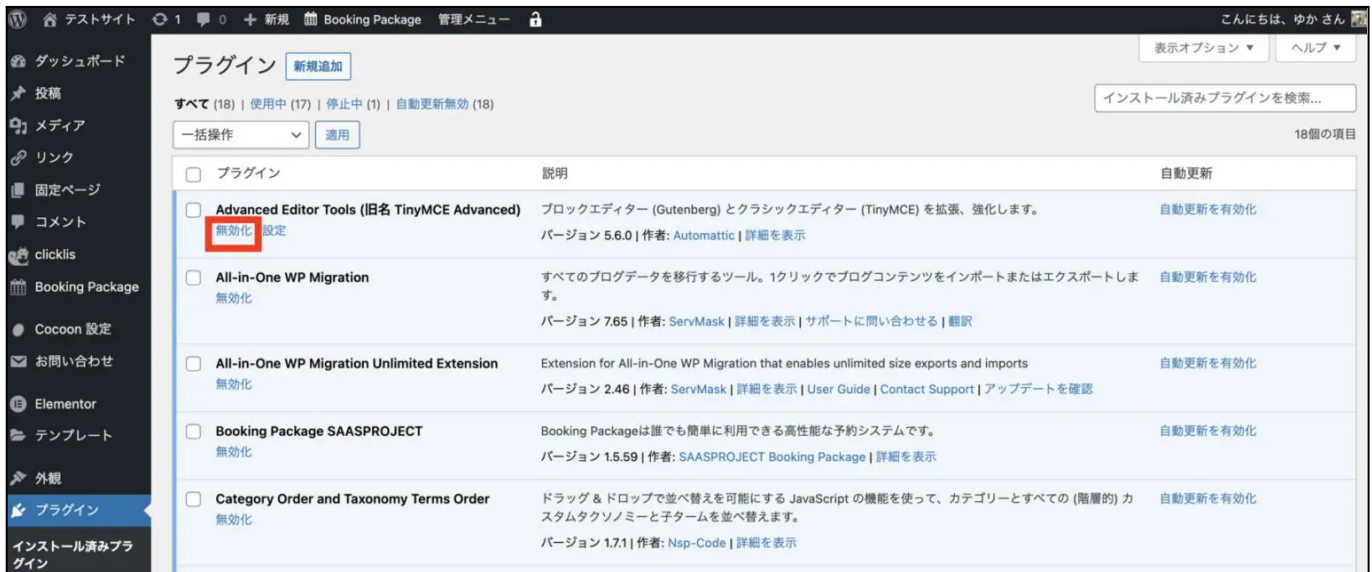 テストサイト 1 0 新規 Booking Package 管理メニュー こんにちは、ゆか さん
ダッシュボード
投稿
メディア
リンク
固定ページ
コメント
clicklis
Booking Package
Cocoon 設定
お問い合わせ
Elementor
テンプレート
外観
プラグイン
インストール済みプラ
グイン
表示オプション ▼ ヘルプ ▼
プラグイン 新規追加
すべて (18) | 使用中 (17) | 停止中 (1) | 自動更新無効 (18)
インストール済みプラグインを検索...
一括操作 適用
18個の項目
プラグイン 説明 自動更新
Advanced Editor Tools (旧名 TinyMCE Advanced) ブロックエディター (Gutenberg) とクラシックエディター (TinyMCE) を拡張、強化します。 自動更新を有効化
無効化 設定 バージョン 5.6.0 | 作者: Automattic | 詳細を表示
All-in-One WP Migration すべてのブログデータを移行するツール。1クリックでブログコンテンツをインポートまたはエクスポートしま 自動更新を有効化
無効化 す。
バージョン 7.65 | 作者: ServMask | 詳細を表示 | サポートに問い合わせる | 翻訳
All-in-One WP Migration Unlimited Extension Extension for All-in-One WP Migration that enables unlimited size exports and imports 自動更新を有効化
無効化 バージョン 2.46 | 作者: ServMask | 詳細を表示 | User Guide | Contact Support | アップデートを確認
Booking Package SAASPROJECT Booking Packageは誰でも簡単に利用できる高性能な予約システムです。 自動更新を有効化
無効化 バージョン 1.5.59 | 作者: SAASPROJECT Booking Package | 詳細を表示
Category Order and Taxonomy Terms Order ドラッグ & ドロップで並べ替えを可能にする JavaScript の機能を使って、カテゴリーとすべての (階層的) カ 自動更新を有効化
無効化 スタムタクソノミーと子タームを並べ替えます。
バージョン 1.7.1 | 作者: Nsp-Code | 詳細を表示